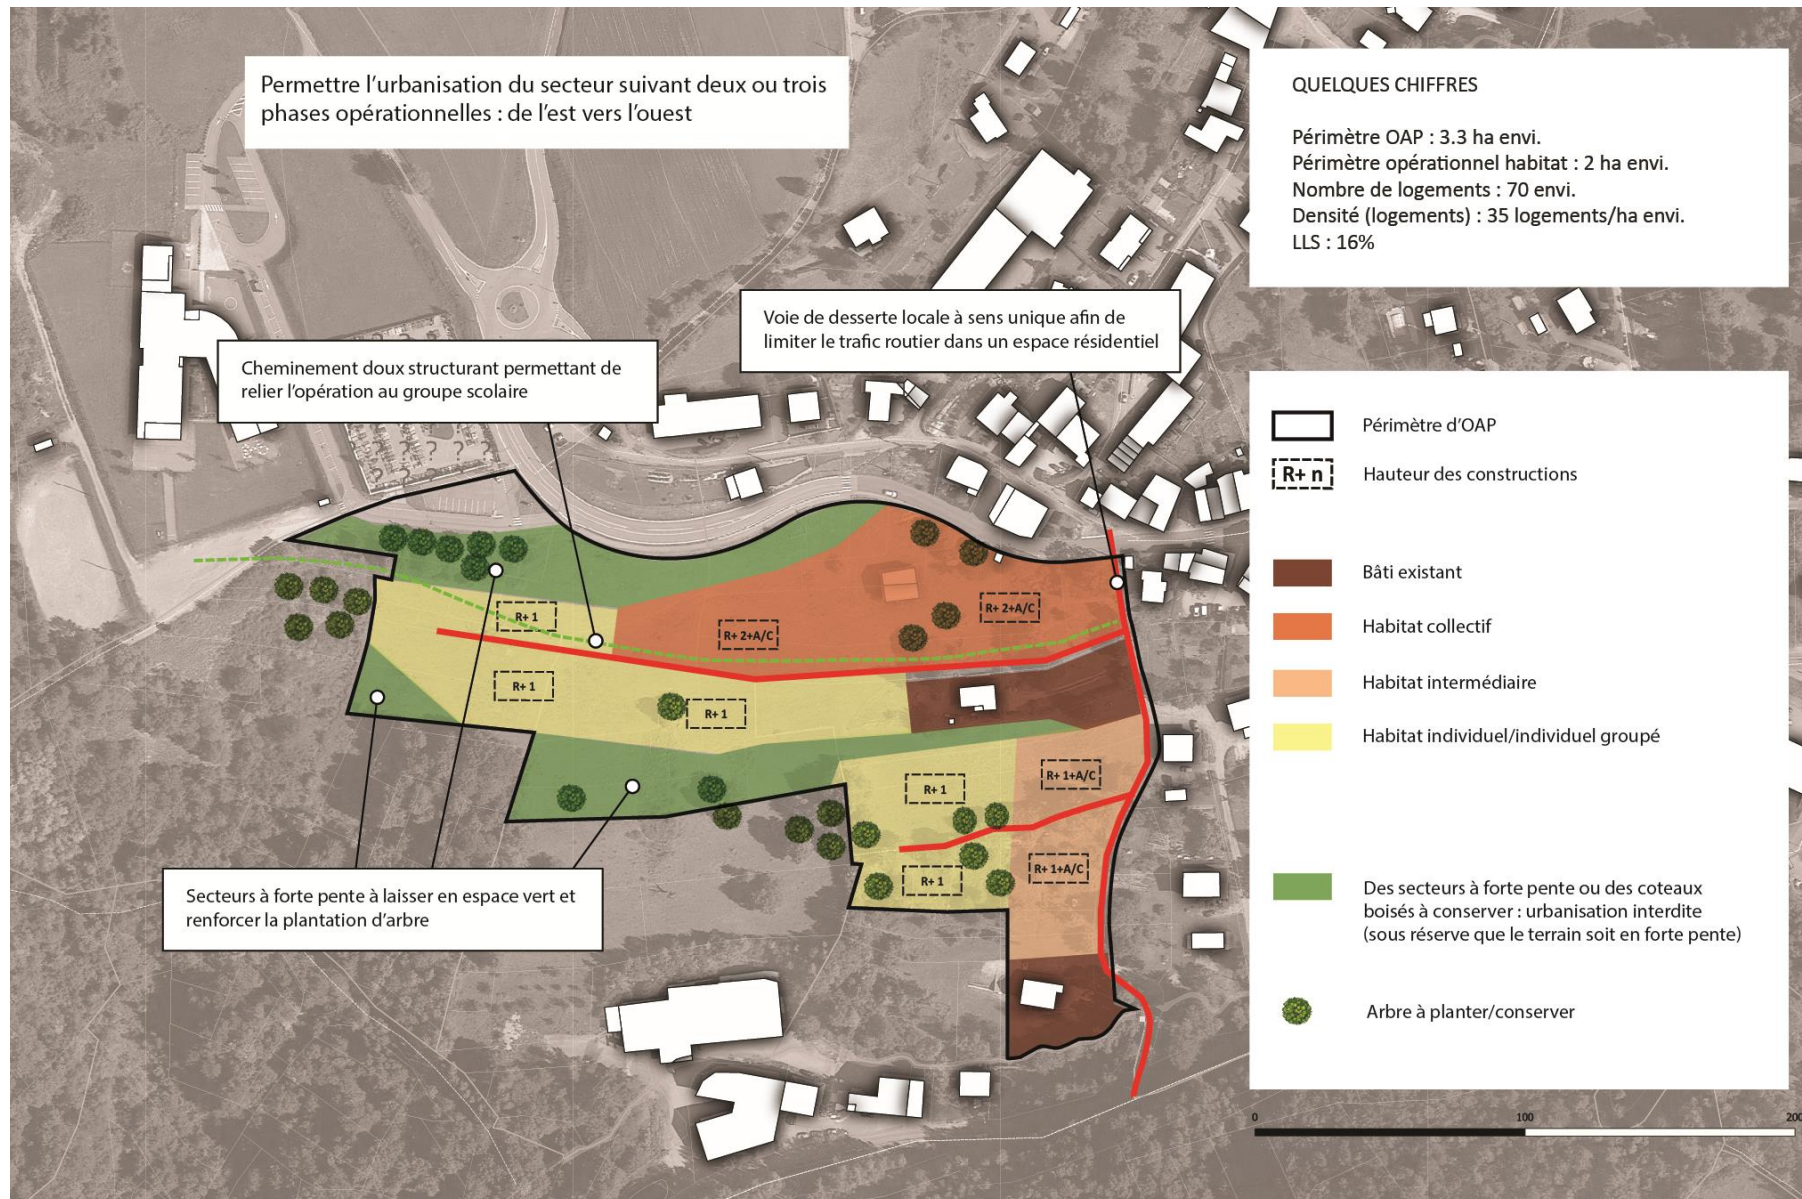 Permettre l'urbanisation du secteur suivant deux ou trois
phases opérationnelles : de l'est vers l'ouest
QUELQUES CHIFFRES
Périmètre OAP : 3.3 ha envi.
Périmètre opérationnel habitat : 2 ha envi.
Nombre de logements : 70 envi.
Densité (logements) : 35 logements/ha envi.
LLS : 16%
Voie de desserte locale à sens unique afin de
limiter le trafic routier dans un espace résidentiel
Cheminement doux structurant permettant de
relier l'opération au groupe scolaire
Périmètre d'OAP
R+ n
Hauteur des constructions
Bâti existant
Habitat collectif
Habitat intermédiaire
Habitat individuel/individuel groupé
Des secteurs à forte pente ou des coteaux
boisés à conserver : urbanisation interdite
(sous réserve que le terrain soit en forte pente)
Arbre à planter/conserver
R+ 1
R+ 2+A/C
R+ 2+A/C
R+ 1
R+ 1
R+ 1
R+ 1+A/C
R+ 1
R+ 1+A/C
Secteurs à forte pente à laisser en espace vert et
renforcer la plantation d'arbre
0
100
200